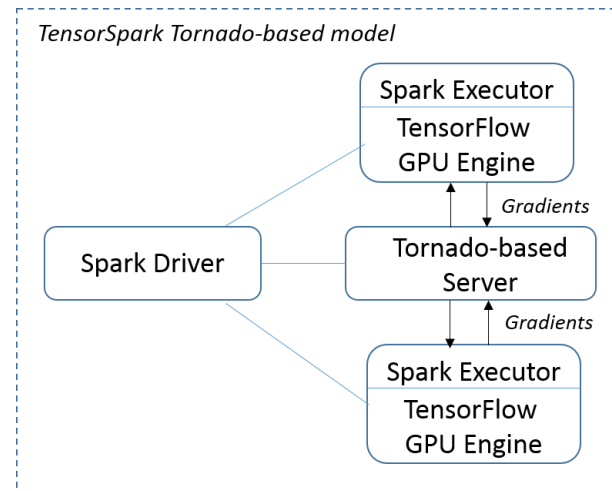 TensorSpark Tornado-based model
Spark Executor
TensorFlow
GPU Engine
Gradients
Spark Driver
Tornado-based
Server
Gradients
Spark Executor
TensorFlow
GPU Engine